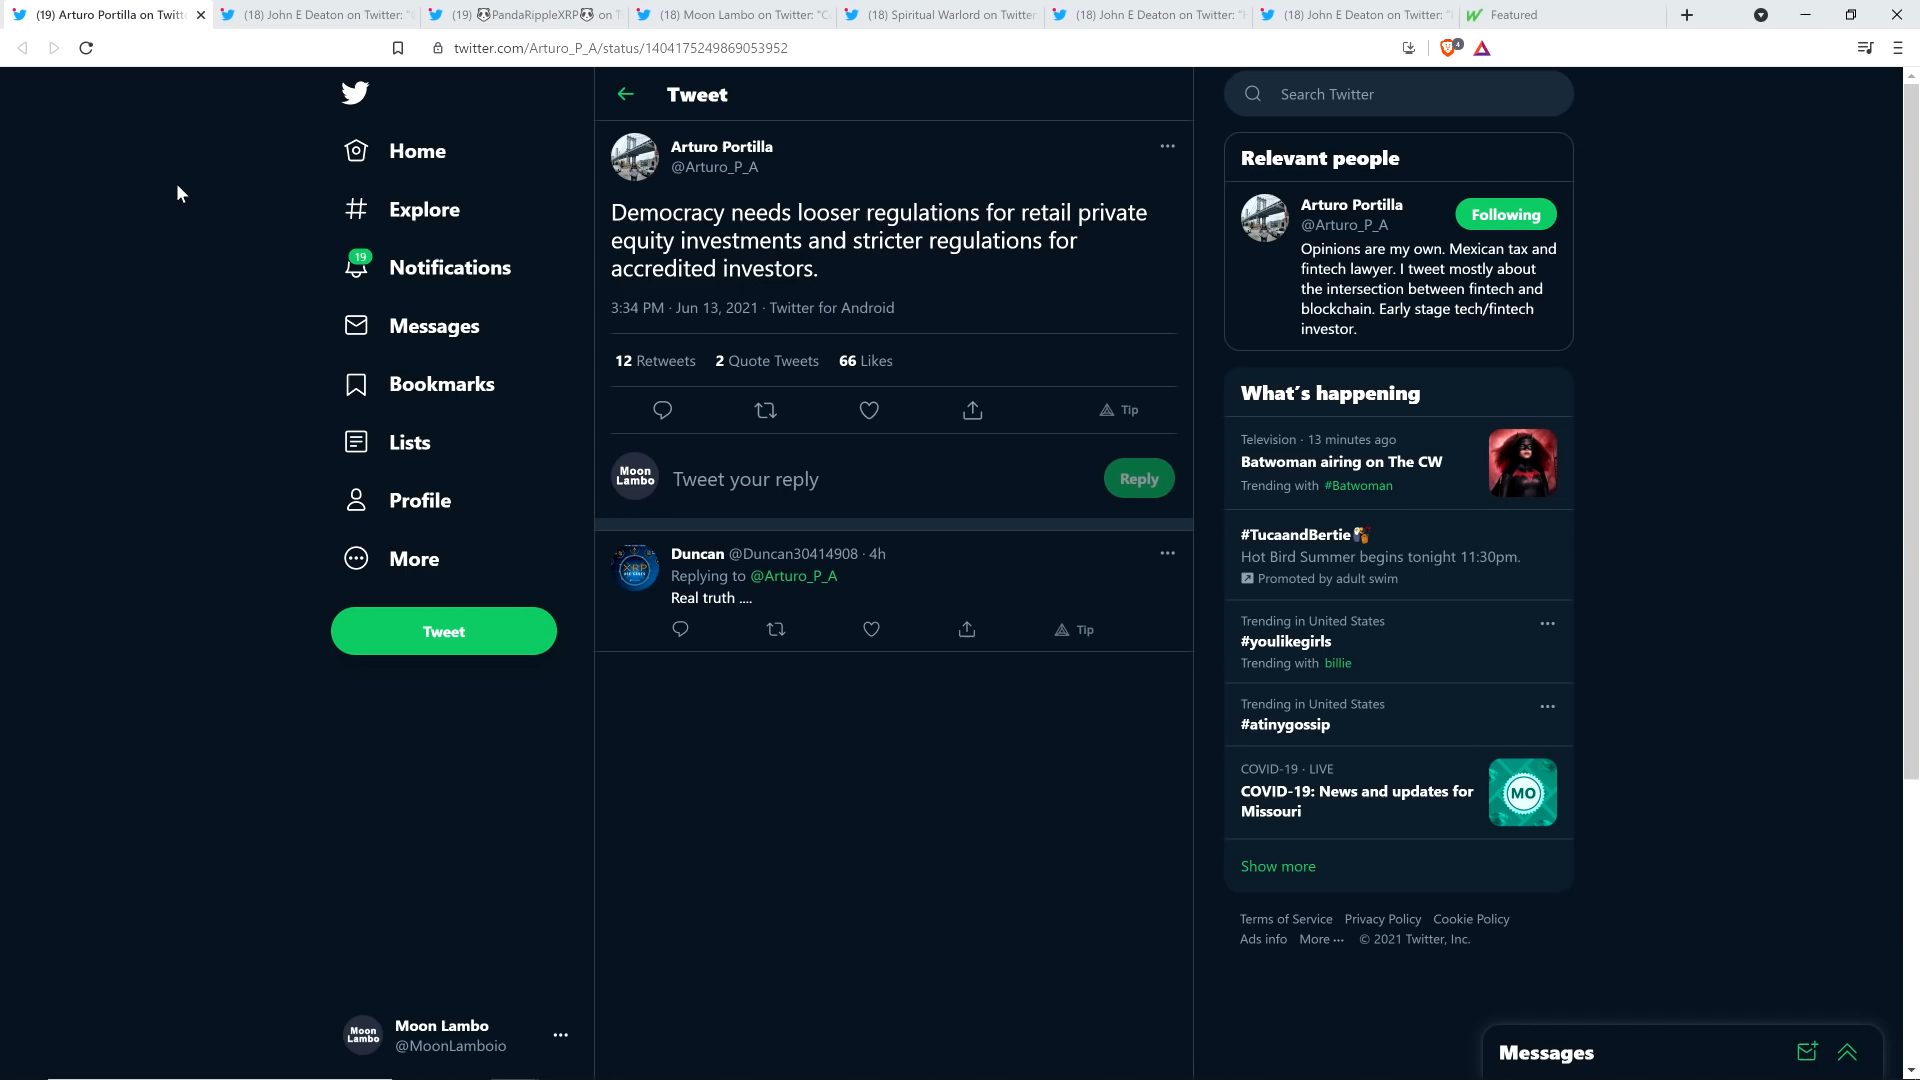 (19) Arturo Portilla on Twitt
(18) John E Deaton on Twitter: "
(19) 🐼PandaRippleXRP🐼 on T
(18) Moon Lambo on Twitter: "
(18) Spiritual Warlord on Twitter
(18) John E Deaton on Twitter: "
(18) John E Deaton on Twitter: "
Featured
twitter.com/Arturo_P_A/status/1404175249869053952
4
Home
Explore
19
Notifications
Messages
Bookmarks
Lists
Profile
More
Tweet
Moon Lambo
Moon Lambo
@MoonLamboio
Tweet
Arturo Portilla
@Arturo_P_A
Democracy needs looser regulations for retail private
equity investments and stricter regulations for
accredited investors.
3:34 PM · Jun 13, 2021 · Twitter for Android
12 Retweets 2 Quote Tweets 66 Likes
Tip
Moon Lambo
Tweet your reply
Reply
XRP
Duncan @Duncan30414908 · 4h
Replying to @Arturo_P_A
Real truth ....
Tip
Search Twitter
Relevant people
Arturo Portilla
@Arturo_P_A
Following
Opinions are my own. Mexican tax and
fintech lawyer. I tweet mostly about
the intersection between fintech and
blockchain. Early stage tech/fintech
investor.
What's happening
Television · 13 minutes ago
Batwoman airing on The CW
Trending with #Batwoman
#TucaandBertie
Hot Bird Summer begins tonight 11:30pm.
Promoted by adult swim
Trending in United States
#youlikegirls
Trending with billie
Trending in United States
#atinygossip
COVID-19 · LIVE
COVID-19: News and updates for
Missouri
MO
Show more
Terms of Service Privacy Policy Cookie Policy
Ads info More ··· © 2021 Twitter, Inc.
Messages